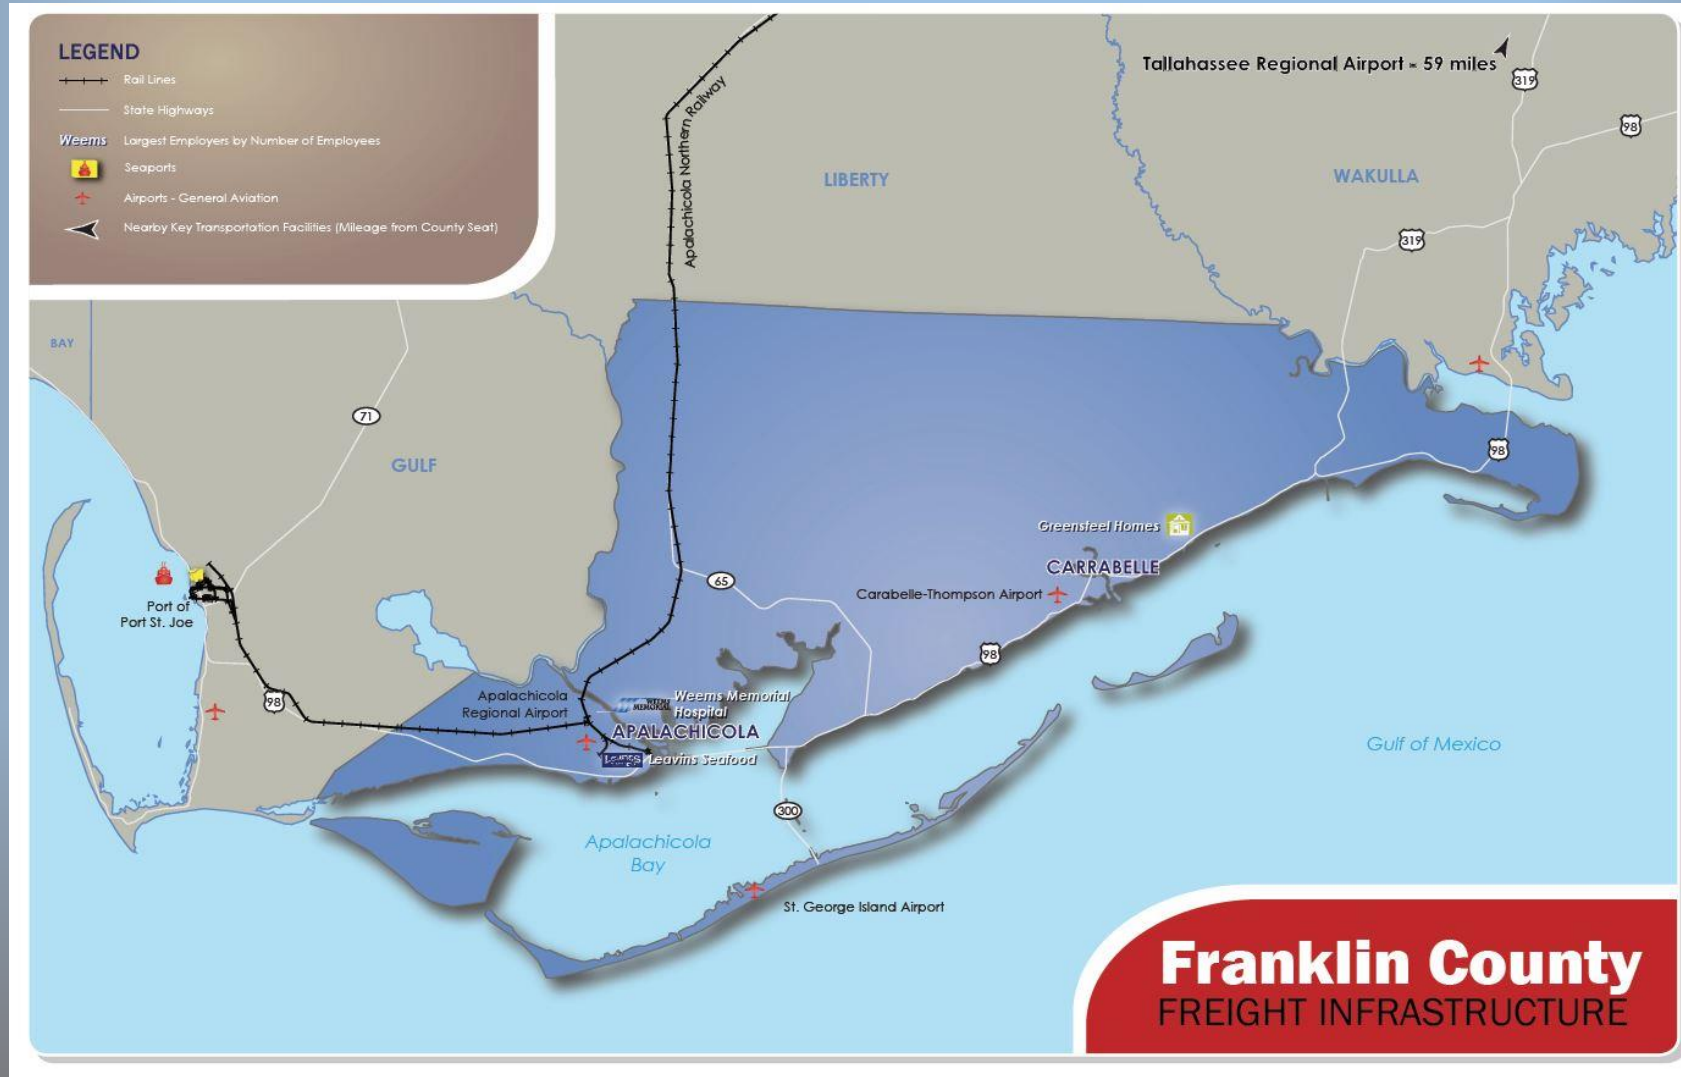 LEGEND
Rail Lines
State Highways
Weems
Largest Employers by Number of Employees
Seaports
Airports - General Aviation
Nearby Key Transportation Facilities (Mileage from County Seat)
Tallahassee Regional Airport - 59 miles
319
98
Apalachicola Northern Railway
LIBERTY
WAKULLA
319
BAY
71
GULF
98
Greensteel Homes
CARRABELLE
65
Carabelle-Thompson Airport
Port of
Port St. Joe
98
98
Apalachicola
Regional Airport
WEEMS
MEMORIAL
Weems Memorial
Hospital
APALACHICOLA
Leavins
Leavins Seafood
Gulf of Mexico
300
Apalachicola
Bay
St. George Island Airport
Franklin County
FREIGHT INFRASTRUCTURE